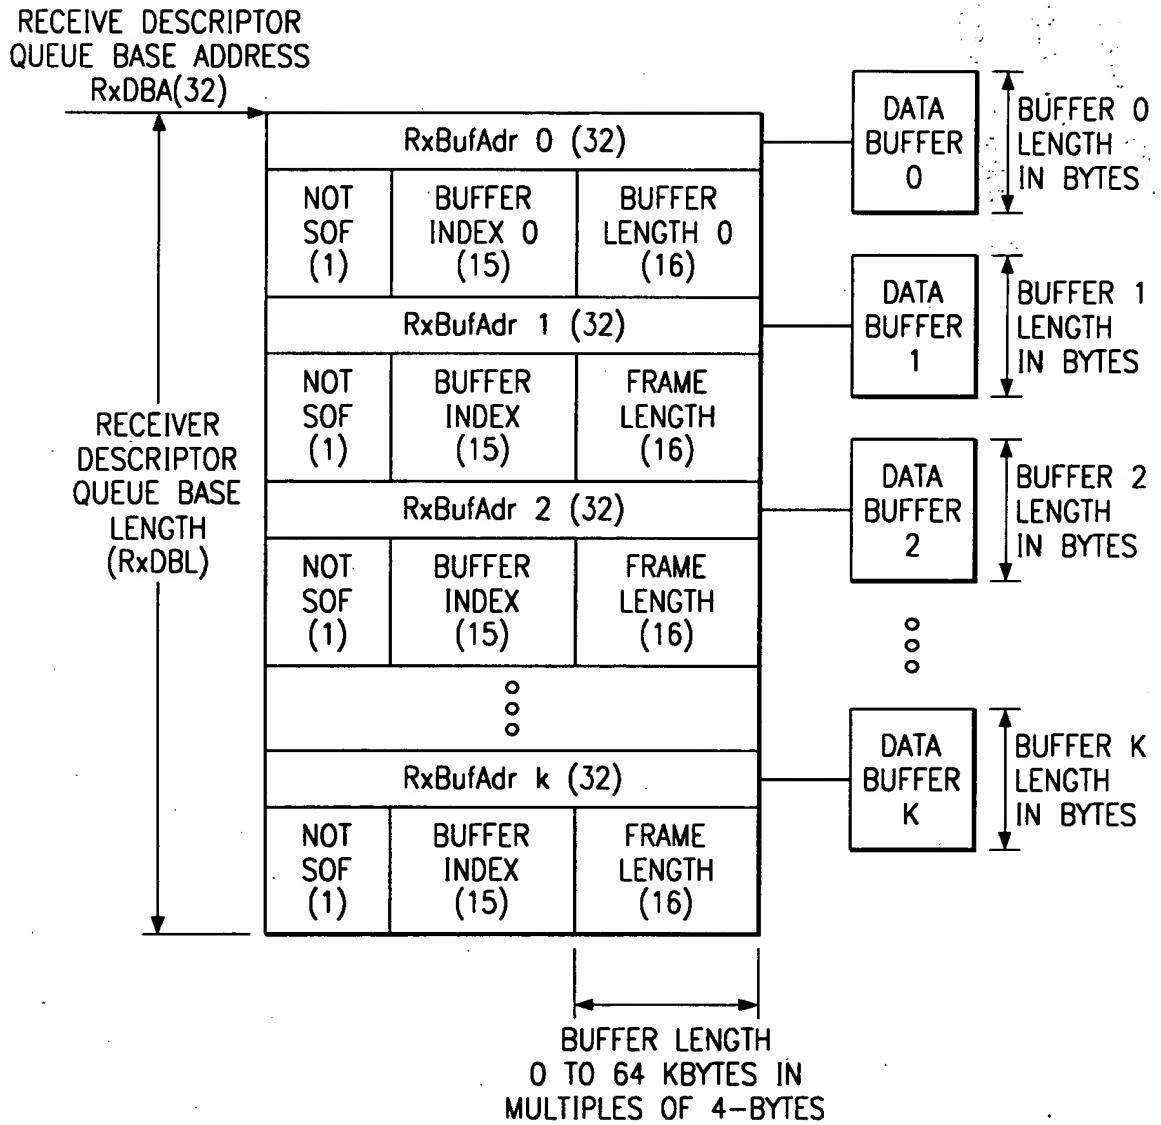 RECEIVE DESCRIPTOR
QUEUE BASE ADDRESS
RxDBA(32)
RxBufAdr 0 (32)
NOT
SOF
(1)
BUFFER
INDEX 0
(15)
BUFFER
LENGTH 0
(16)
RxBufAdr 1 (32)
NOT
SOF
(1)
BUFFER
INDEX
(15)
FRAME
LENGTH
(16)
RxBufAdr 2 (32)
NOT
SOF
(1)
BUFFER
INDEX
(15)
FRAME
LENGTH
(16)
RxBufAdr k (32)
NOT
SOF
(1)
BUFFER
INDEX
(15)
FRAME
LENGTH
(16)
RECEIVER
DESCRIPTOR
QUEUE BASE
LENGTH
(RxDBL)
DATA
BUFFER
0
BUFFER 0
LENGTH
IN BYTES
DATA
BUFFER
1
BUFFER 1
LENGTH
IN BYTES
DATA
BUFFER
2
BUFFER 2
LENGTH
IN BYTES
DATA
BUFFER
K
BUFFER K
LENGTH
IN BYTES
BUFFER LENGTH
0 TO 64 KBYTES IN
MULTIPLES OF 4-BYTES